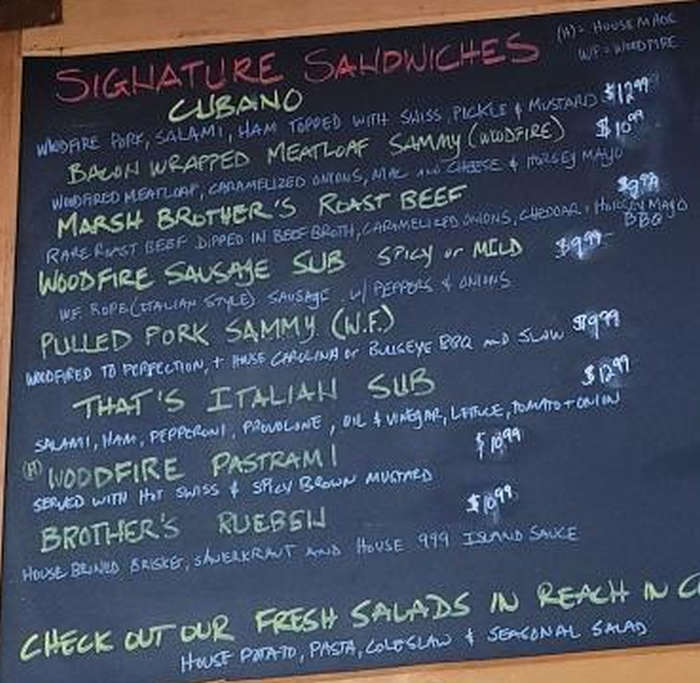 (H) = HOUSE MADE
WF = WOODFIRE
SIGNATURE SANDWICHES
CUBANO
WOODFIRE PORK, SALAMI, HAM TOPPED WITH SWISS, PICKLE & MUSTARD $12.99
BACON WRAPPED MEATLOAF SAMMY (WOODFIRE) $10.99
WOODFIRED MEATLOAF, CARAMELIZED ONIONS, MAC AND CHEESE & HORSEY MAYO
MARSH BROTHER'S ROAST BEEF $9.99
RARE ROAST BEEF DIPPED IN BEEF BROTH, CARAMELIZED ONIONS, CHEDDAR, HORSEY MAYO
BBQ
WOODFIRE SAUSAGE SUB SPICY or MILD $9.99
W.F. ROPE (ITALIAN STYLE) SAUSAGE W/ PEPPERS & ONIONS
PULLED PORK SAMMY (W.F.)
WOODFIRED TO PERFECTION, + HOUSE CAROLINA or BULLSEYE BBQ AND SLAW $9.99
THAT'S ITALIAN SUB $12.99
SALAMI, HAM, PEPPERONI, PROVOLONE, OIL & VINEGAR, LETTUCE, TOMATO + ONION
(H) WOODFIRE PASTRAMI $10.99
SERVED WITH HOT SWISS & SPICY BROWN MUSTARD
BROTHER'S RUEBEN $10.99
HOUSE BRINED BRISKET, SAUERKRAUT AND HOUSE 999 ISLAND SAUCE
CHECK OUT OUR FRESH SALADS IN REACH IN C
HOUSE POTATO, PASTA, COLESLAW & SEASONAL SALAD